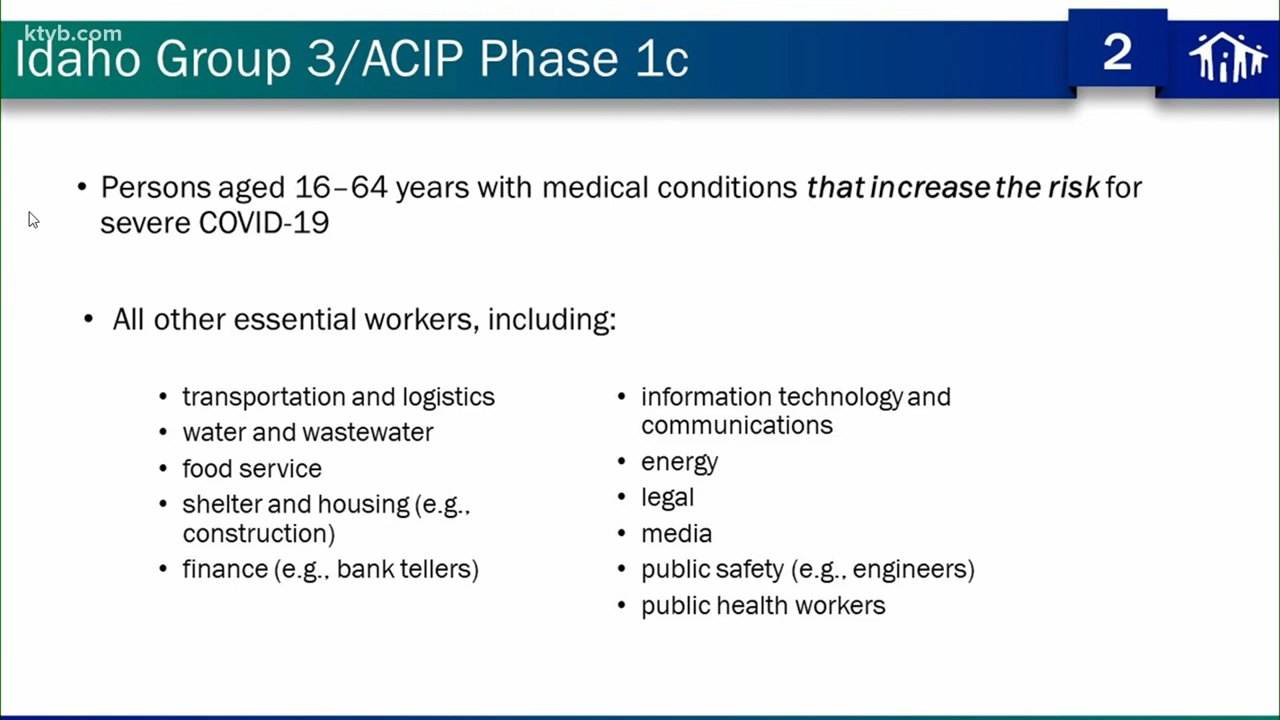 ktyb.com
Idaho Group 3/ACIP Phase 1c
2
• Persons aged 16–64 years with medical conditions that increase the risk for
severe COVID-19
• All other essential workers, including:
• transportation and logistics
• water and wastewater
• food service
• shelter and housing (e.g.,
construction)
• finance (e.g., bank tellers)
• information technology and
communications
• energy
• legal
• media
• public safety (e.g., engineers)
• public health workers